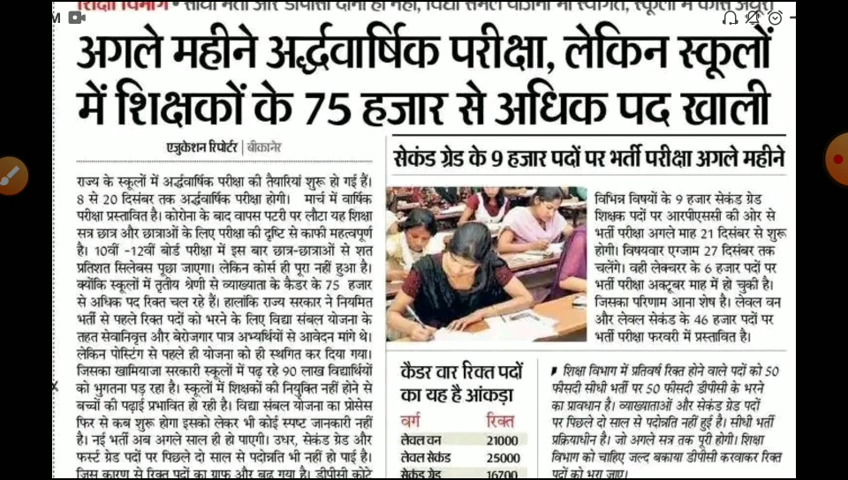 शिक्षा विभाग
अगले महीने अर्द्धवार्षिक परीक्षा, लेकिन स्कूलों
में शिक्षकों के 75 हजार से अधिक पद खाली
एजुकेशन रिपोर्टर | बीकानेर
राज्य के स्कूलों में अर्द्धवार्षिक परीक्षा की तैयारियां शुरू हो गई हैं।
8 से 20 दिसंबर तक अर्द्धवार्षिक परीक्षा होगी। मार्च में वार्षिक
परीक्षा प्रस्तावित है। कोरोना के बाद वापस पटरी पर लौटा यह शिक्षा
सत्र छात्र और छात्राओं के लिए परीक्षा की दृष्टि से काफी महत्वपूर्ण
है। 10वीं -12वीं बोर्ड परीक्षा में इस बार छात्र-छात्राओं से शत
प्रतिशत सिलेबस पूछा जाएगा। लेकिन कोर्स ही पूरा नहीं हुआ है।
क्योंकि स्कूलों में तृतीय श्रेणी से व्याख्याता के कैडर के 75 हजार
से अधिक पद रिक्त चल रहे हैं। हालांकि राज्य सरकार ने नियमित
भर्ती से पहले रिक्त पदों को भरने के लिए विद्या संबल योजना के
तहत सेवानिवृत्त और बेरोजगार पात्र अभ्यर्थियों से आवेदन मांगे थे।
लेकिन पोस्टिंग से पहले ही योजना को ही स्थगित कर दिया गया।
जिसका खामियाजा सरकारी स्कूलों में पढ़ रहे 90 लाख विद्यार्थियों
को भुगतना पड़ रहा है। स्कूलों में शिक्षकों की नियुक्ति नहीं होने से
बच्चों की पढ़ाई प्रभावित हो रही है। विद्या संबल योजना का प्रोसेस
फिर से कब शुरू होगा इसको लेकर भी कोई स्पष्ट जानकारी नहीं
है। नई भर्ती अब अगले साल ही हो पाएगी। उधर, सेकंड ग्रेड और
फर्स्ट ग्रेड पदों पर पिछले दो साल से पदोन्नति भी नहीं हो पाई है।
जिस कारण से रिक्त पदों का ग्राफ और बढ़ गया है। डीपीसी कोटे
सेकंड ग्रेड के 9 हजार पदों पर भर्ती परीक्षा अगले महीने
विभिन्न विषयों के 9 हजार सेकंड ग्रेड
शिक्षक पदों पर आरपीएससी की ओर से
भर्ती परीक्षा अगले माह 21 दिसंबर से शुरू
होगी। विषयवार एग्जाम 27 दिसंबर तक
चलेंगे। वही लेक्चरर के 6 हजार पदों पर
भर्ती परीक्षा अक्टूबर माह में हो चुकी है।
जिसका परिणाम आना शेष है। लेवल वन
और लेवल सेकंड के 46 हजार पदों पर
भर्ती परीक्षा फरवरी में प्रस्तावित है।
कैडर वार रिक्त पदों
का यह है आंकड़ा
वर्ग रिक्त
लेवल वन 21000
लेवल सेकंड 25000
सेकंड ग्रेड 16700
शिक्षा विभाग में प्रतिवर्ष रिक्त होने वाले पदों को 50
फीसदी सीधी भर्ती पर 50 फीसदी डीपीसी के भरने
का प्रावधान है। व्याख्याताओं और सेकंड ग्रेड पदों
पर पिछले दो साल से पदोन्नति नहीं हुई है। सीधी भर्ती
प्रक्रियाधीन है। जो अगले सत्र तक पूरी होगी। शिक्षा
विभाग को चाहिए जल्द बकाया डीपीसी करवाकर रिक्त
पदों को भरा जाए।